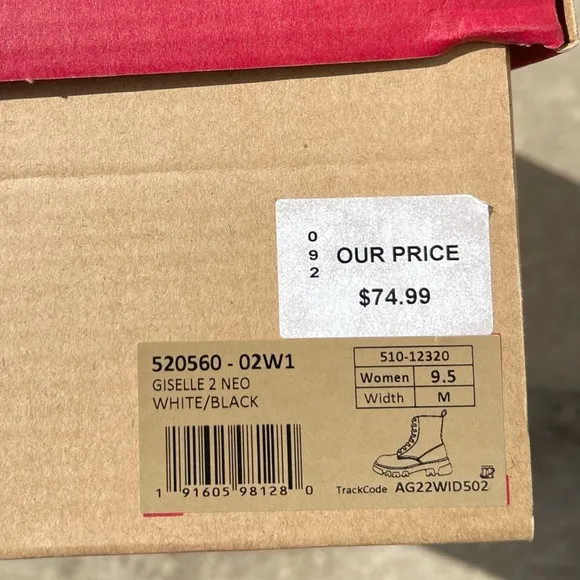 0
9
2
OUR PRICE
$74.99
520560 - 02W1
GISELLE 2 NEO
WHITE/BLACK
510-12320
Women 9.5
Width M
1 91605 98128 0
TrackCode AG22WID502